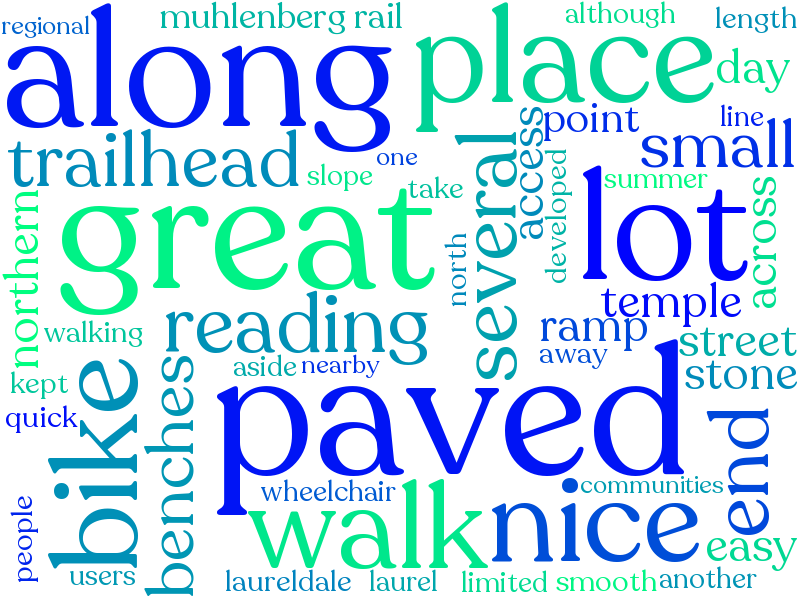 regional
muhlenberg rail
although
length
along
place
day
trailhead
one
several
access
point
line
small
slope
take
developed
summer
across
northern
great
north
lot
temple
walking
reading
ramp
street
away
stone
kept
aside
nearby
quick
bike
benches
paved
end
people
wheelchair
communities
walk
nice
easy
users
laureldale
laurel
limited
smooth
another